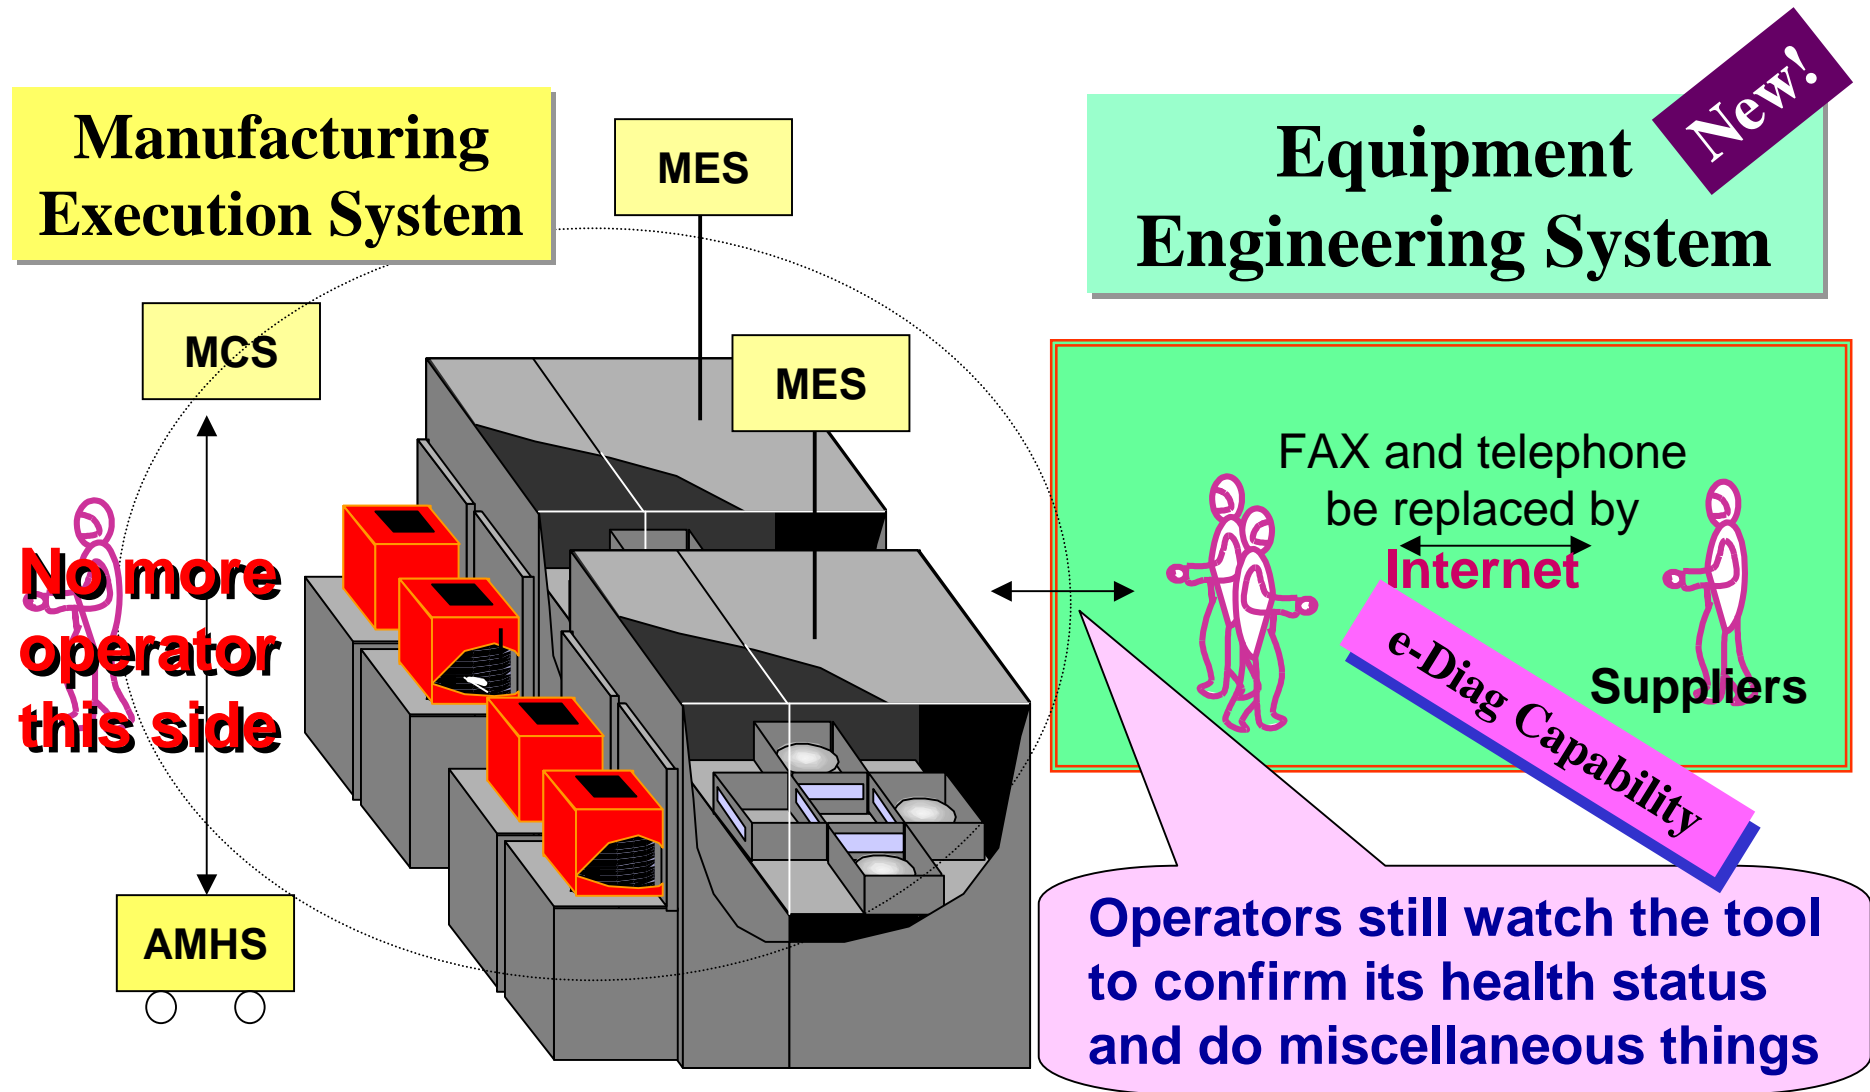 Manufacturing
Execution System
MES
Equipment
Engineering System
New!
MCS
MES
FAX and telephone
be replaced by
Internet
No more
operator
this side
e-Diag Capability
Suppliers
AMHS
Operators still watch the tool
to confirm its health status
and do miscellaneous things